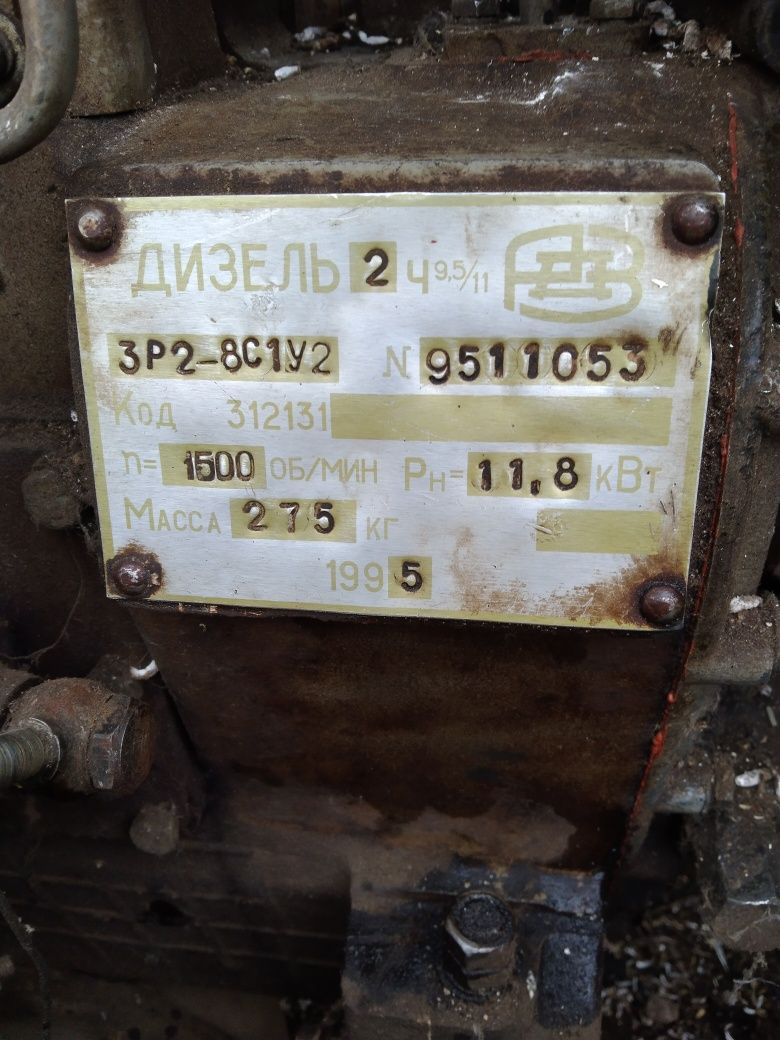 ДИЗЕЛЬ 2 Ч 9,5/11
3Р2-8С1У2 N 9511053
Код 312131
n= 1500 ОБ/МИН Рн= 11,8 кВт
Масса 275 кг
1995